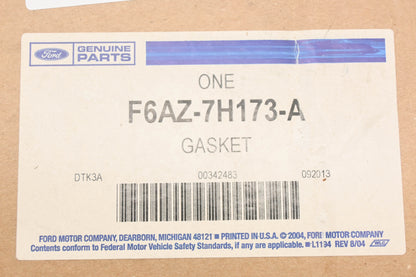 Ford GENUINE PARTS
ONE
F6AZ-7H173-A
GASKET
DTK3A 00342483 092013
FORD MOTOR COMPANY, DEARBORN, MICHIGAN 48121 ■ PRINTED IN U.S.A. © 2004, FORD MOTOR COMPANY
Contents conform to Federal Motor Vehicle Safety Standards, if any are applicable. ■ L1194 REV 8/04